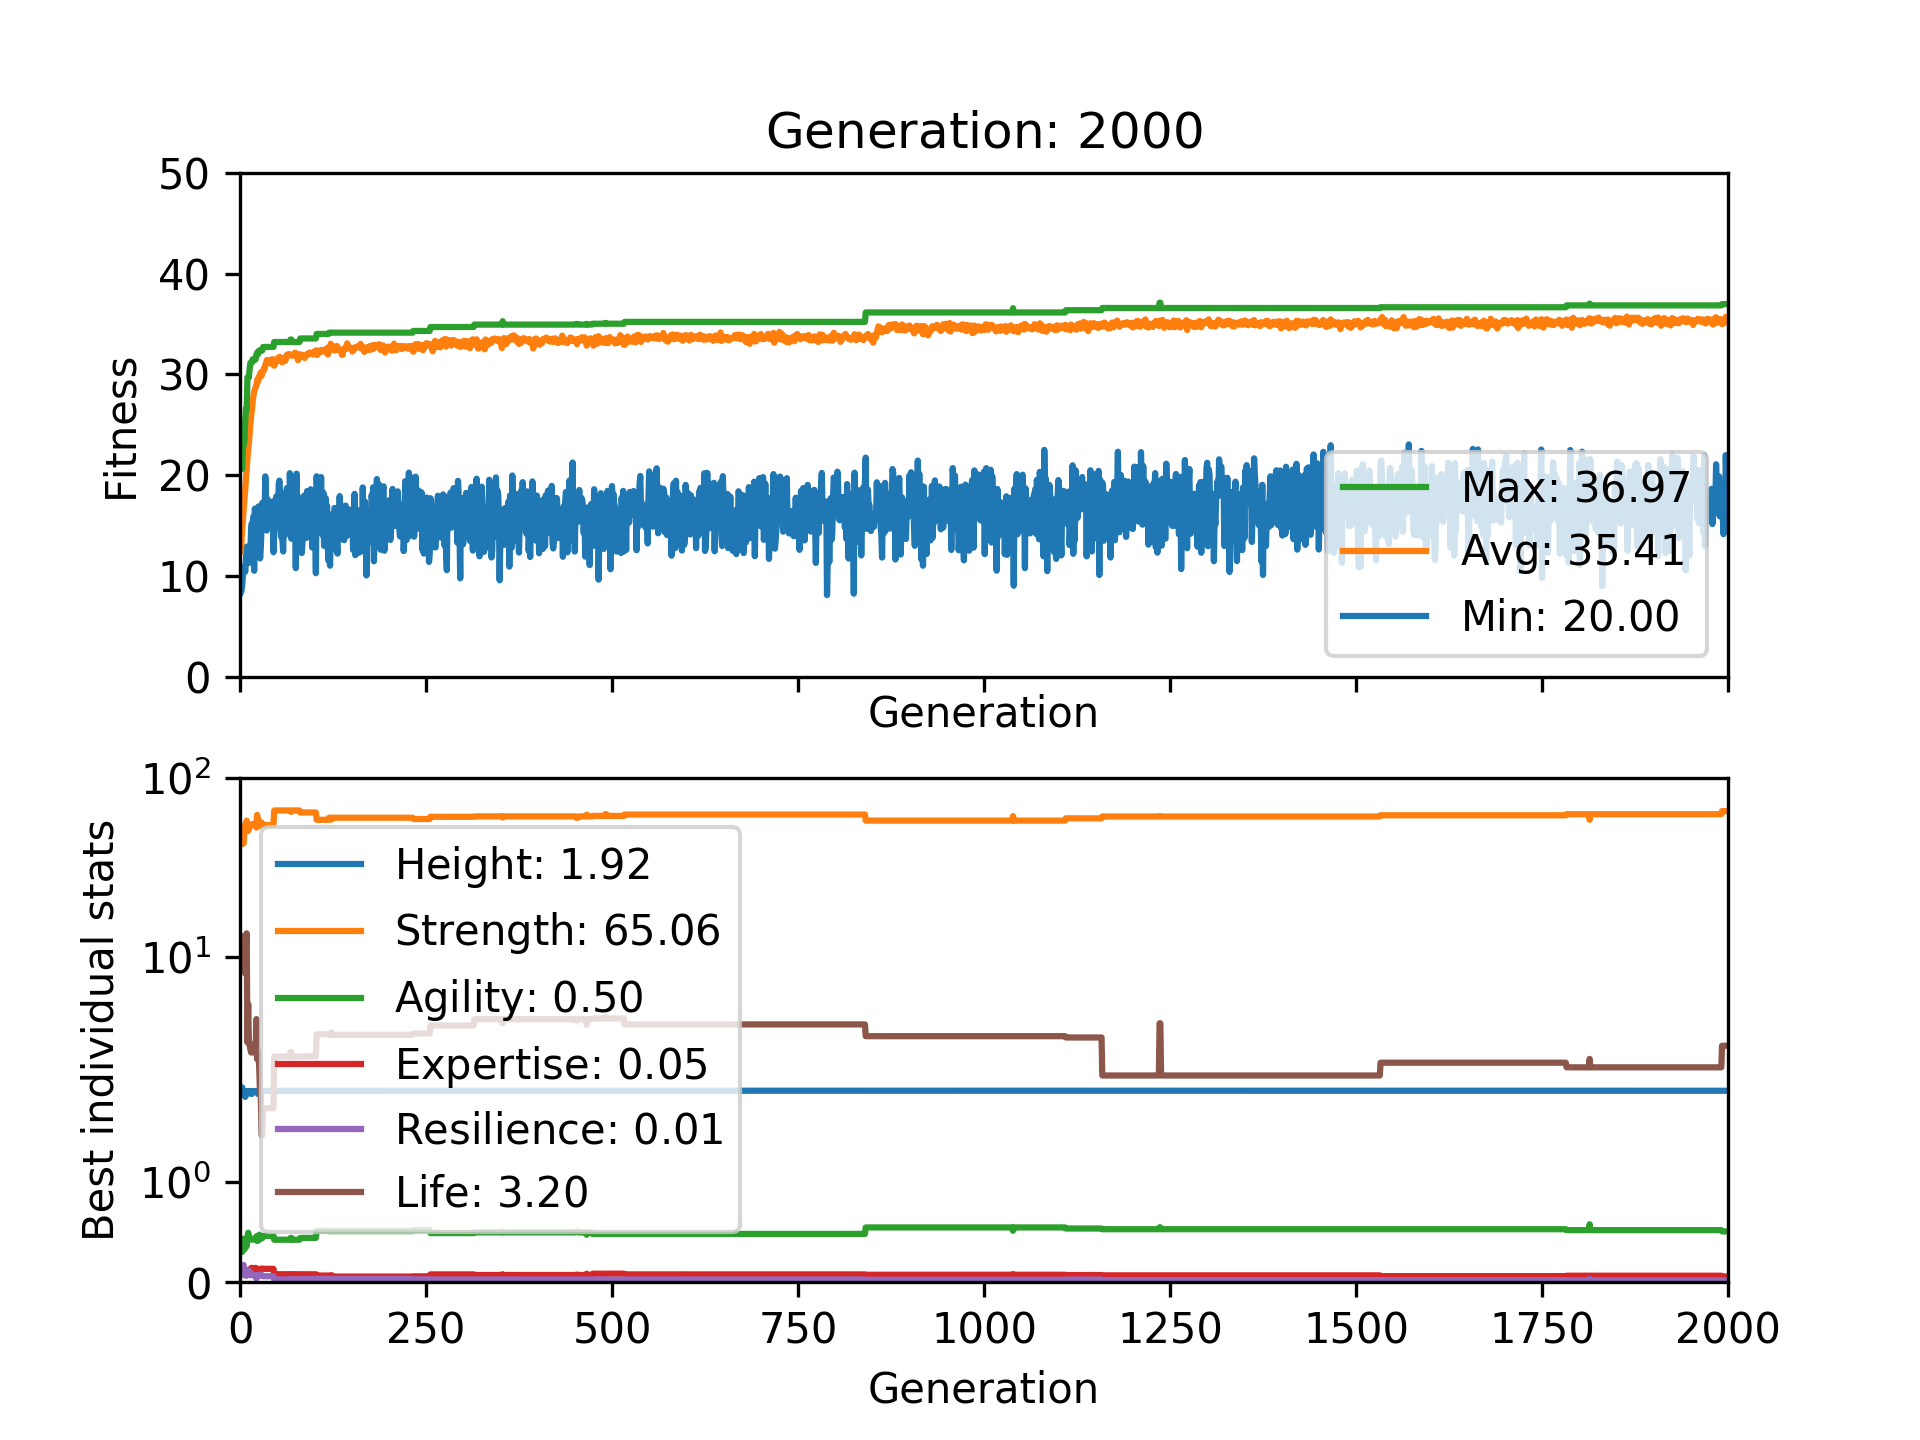 Generation: 2000
50
40
30
20
10
0
Fitness
Max: 36.97
Avg: 35.41
Min: 20.00
Generation
10²
10¹
10⁰
0
Best individual stats
Height: 1.92
Strength: 65.06
Agility: 0.50
Expertise: 0.05
Resilience: 0.01
Life: 3.20
0 250 500 750 1000 1250 1500 1750 2000
Generation